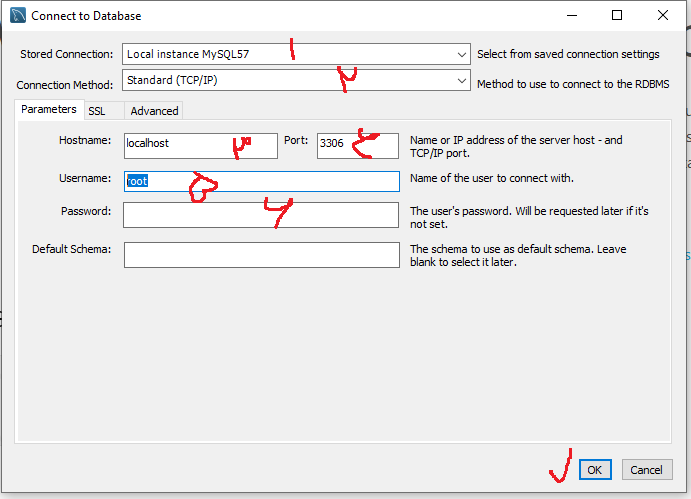 Connect to Database
Stored Connection: Local instance MySQL57 ۱ Select from saved connection settings
Connection Method: Standard (TCP/IP) ۲ Method to use to connect to the RDBMS
Parameters SSL Advanced
Hostname: localhost ۳ Port: 3306 ۴ Name or IP address of the server host - and
TCP/IP port.
Username: root ۵ Name of the user to connect with.
Password: ۶ The user's password. Will be requested later if it's
not set.
Default Schema: The schema to use as default schema. Leave
blank to select it later.
۷ OK Cancel